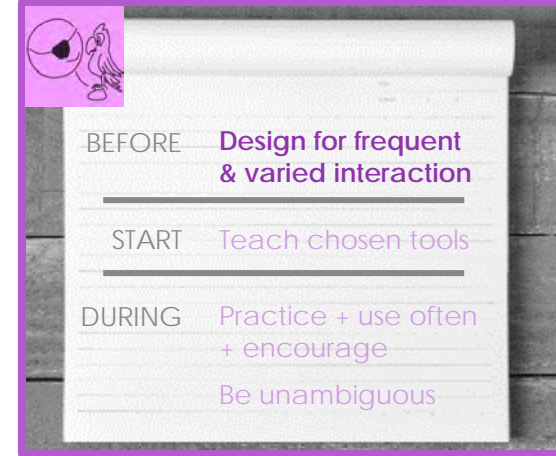 BEFORE Design for frequent
& varied interaction
START Teach chosen tools
DURING Practice + use often
+ encourage
Be unambiguous